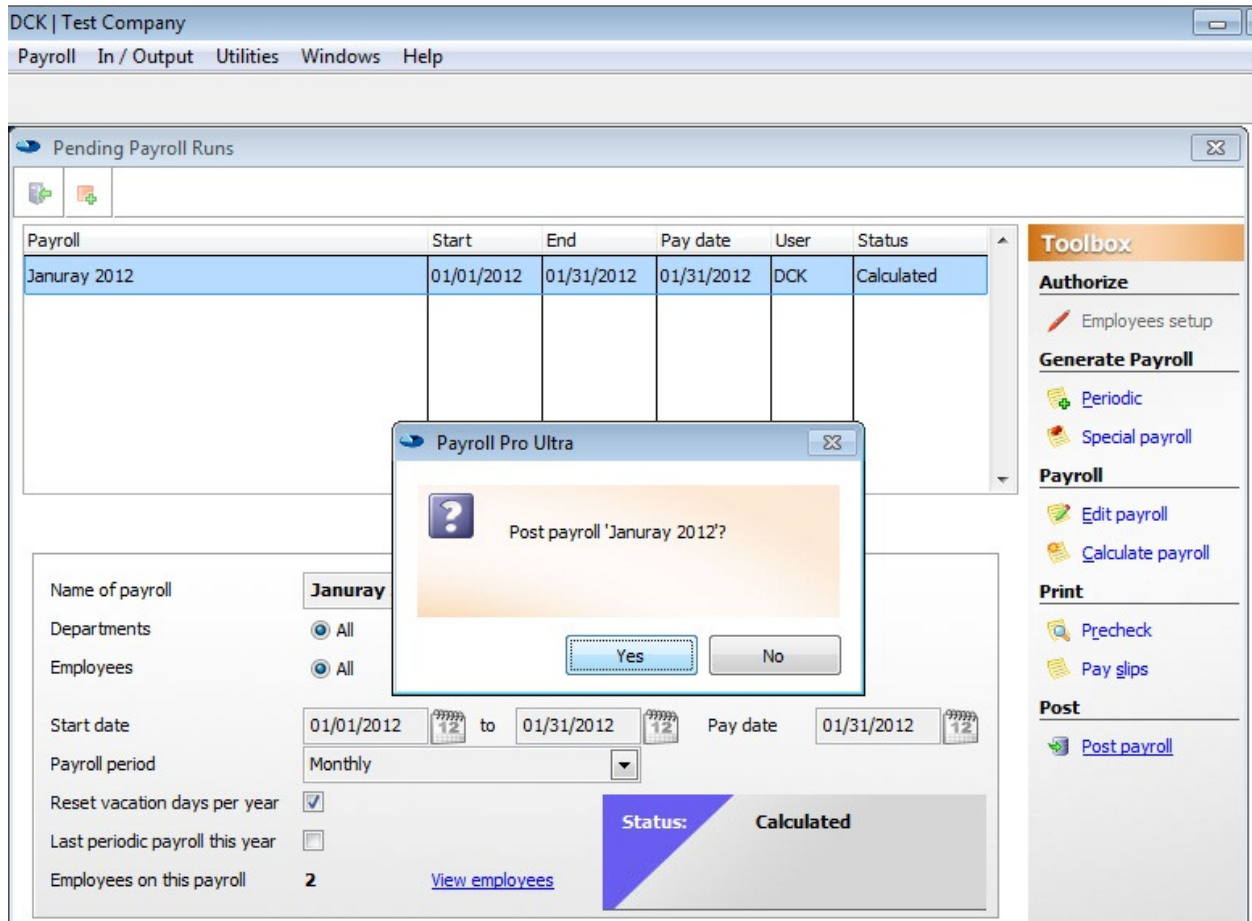 DCK | Test Company
Payroll In / Output Utilities Windows Help
Pending Payroll Runs
Payroll Start End Pay date User Status
Januray 2012 01/01/2012 01/31/2012 01/31/2012 DCK Calculated
Toolbox
Authorize
Employees setup
Generate Payroll
Periodic
Special payroll
Payroll
Edit payroll
Calculate payroll
Print
Precheck
Pay slips
Post
Post payroll
Payroll Pro Ultra
?
Post payroll 'Januray 2012'?
Yes No
Name of payroll Januray
Departments All
Employees All
Start date 01/01/2012 12 to 01/31/2012 12 Pay date 01/31/2012 12
Payroll period Monthly
Reset vacation days per year
Last periodic payroll this year
Employees on this payroll 2 View employees
Status: Calculated